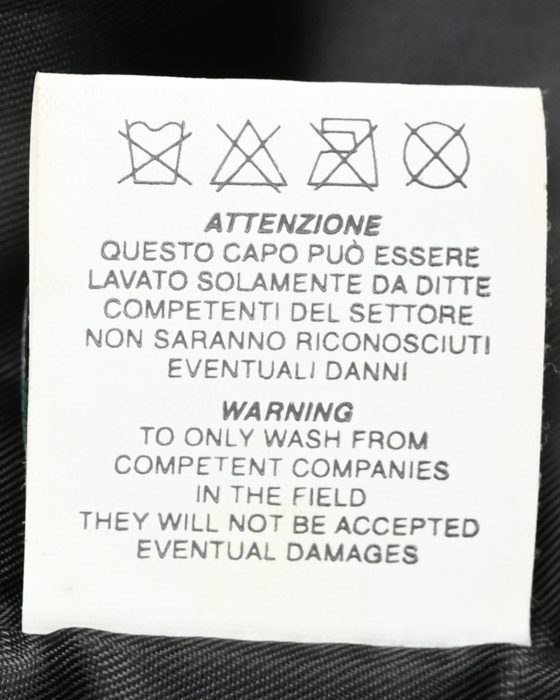 ATTENZIONE
QUESTO CAPO PUÒ ESSERE
LAVATO SOLAMENTE DA DITTE
COMPETENTI DEL SETTORE
NON SARANNO RICONOSCIUTI
EVENTUALI DANNI
WARNING
TO ONLY WASH FROM
COMPETENT COMPANIES
IN THE FIELD
THEY WILL NOT BE ACCEPTED
EVENTUAL DAMAGES